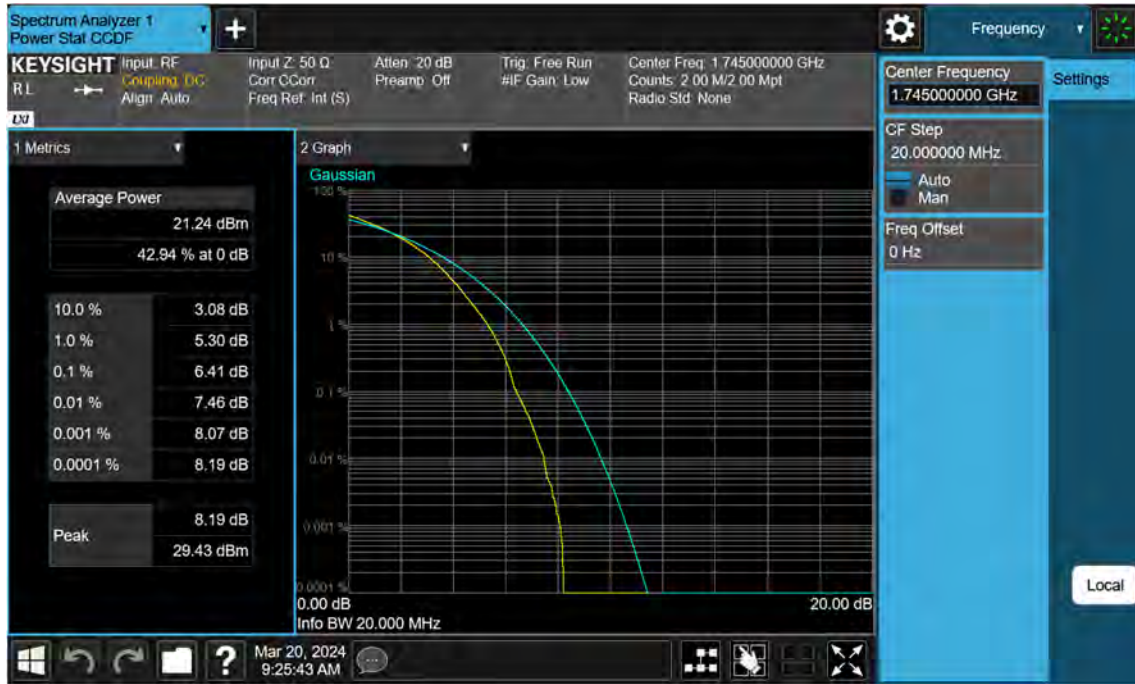 Spectrum Analyzer 1
Power Stat CCDF
+
Frequency
KEYSIGHT
RL
LXI
Input: RF
Coupling: DC
Align: Auto
Input Z: 50 Ω
Corr CCorr
Freq Ref: Int (S)
Atten: 20 dB
Preamp: Off
Trig: Free Run
#IF Gain: Low
Center Freq: 1.745000000 GHz
Counts: 2.00 M/2.00 Mpt
Radio Std: None
Center Frequency
1.745000000 GHz
Settings
CF Step
20.000000 MHz
Auto
Man
Freq Offset
0 Hz
1 Metrics
Average Power
21.24 dBm
42.94 % at 0 dB
10.0 % 3.08 dB
1.0 % 5.30 dB
0.1 % 6.41 dB
0.01 % 7.46 dB
0.001 % 8.07 dB
0.0001 % 8.19 dB
Peak
8.19 dB
29.43 dBm
2 Graph
Gaussian
100 %
10 %
1 %
0.1 %
0.01 %
0.001 %
0.0001 %
0.00 dB 20.00 dB
Info BW 20.000 MHz
Local
?
Mar 20, 2024
9:25:43 AM